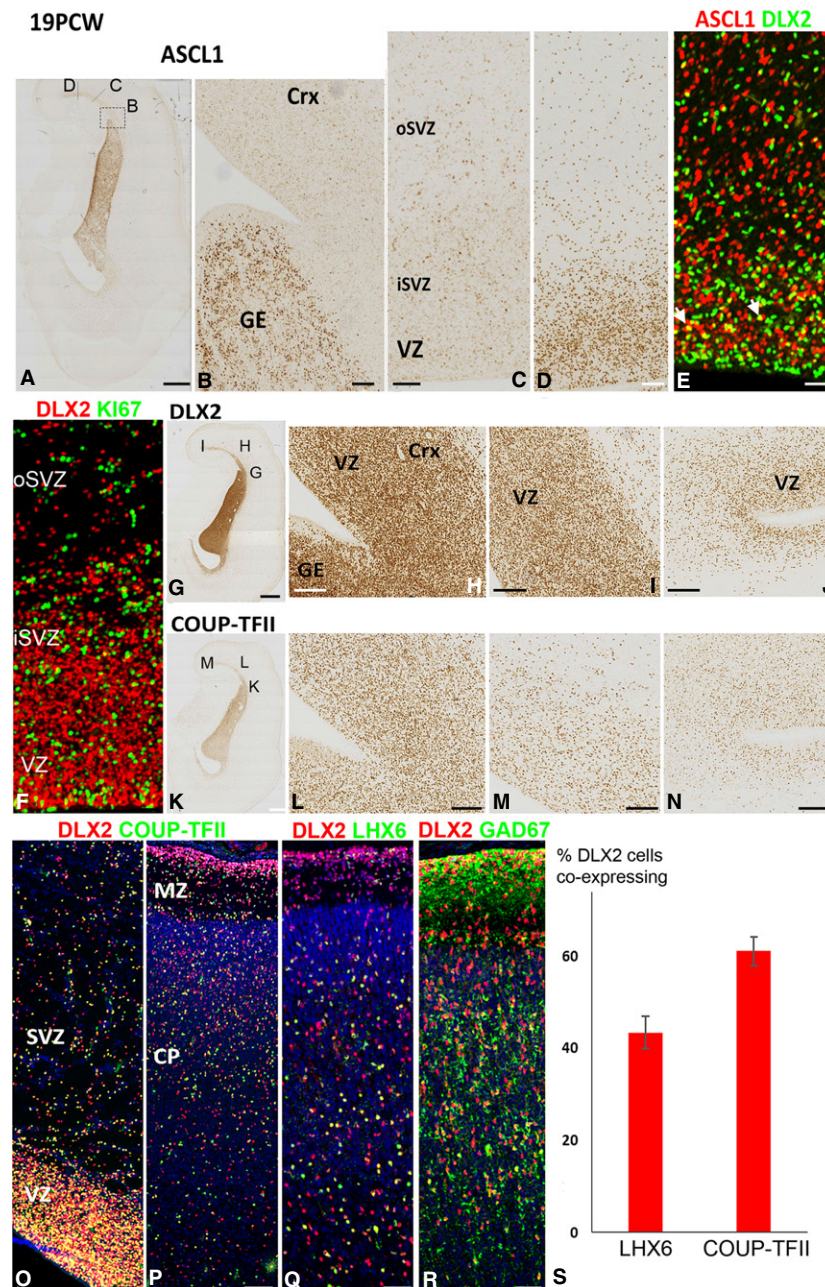 19PCW
ASCL1
ASCL1 DLX2
D C
B
Crx
GE
oSVZ
iSVZ
VZ
A
B
C
D
E
DLX2 KI67
oSVZ
iSVZ
VZ
F
DLX2
I H
G
G
VZ
Crx
GE
H
VZ
I
VZ
J
COUP-TFII
M L
K
K
L
M
N
DLX2 COUP-TFII
DLX2 LHX6
DLX2 GAD67
SVZ
VZ
O
MZ
CP
P
Q
R
% DLX2 cells
co-expressing
60
40
20
0
LHX6 COUP-TFII
S